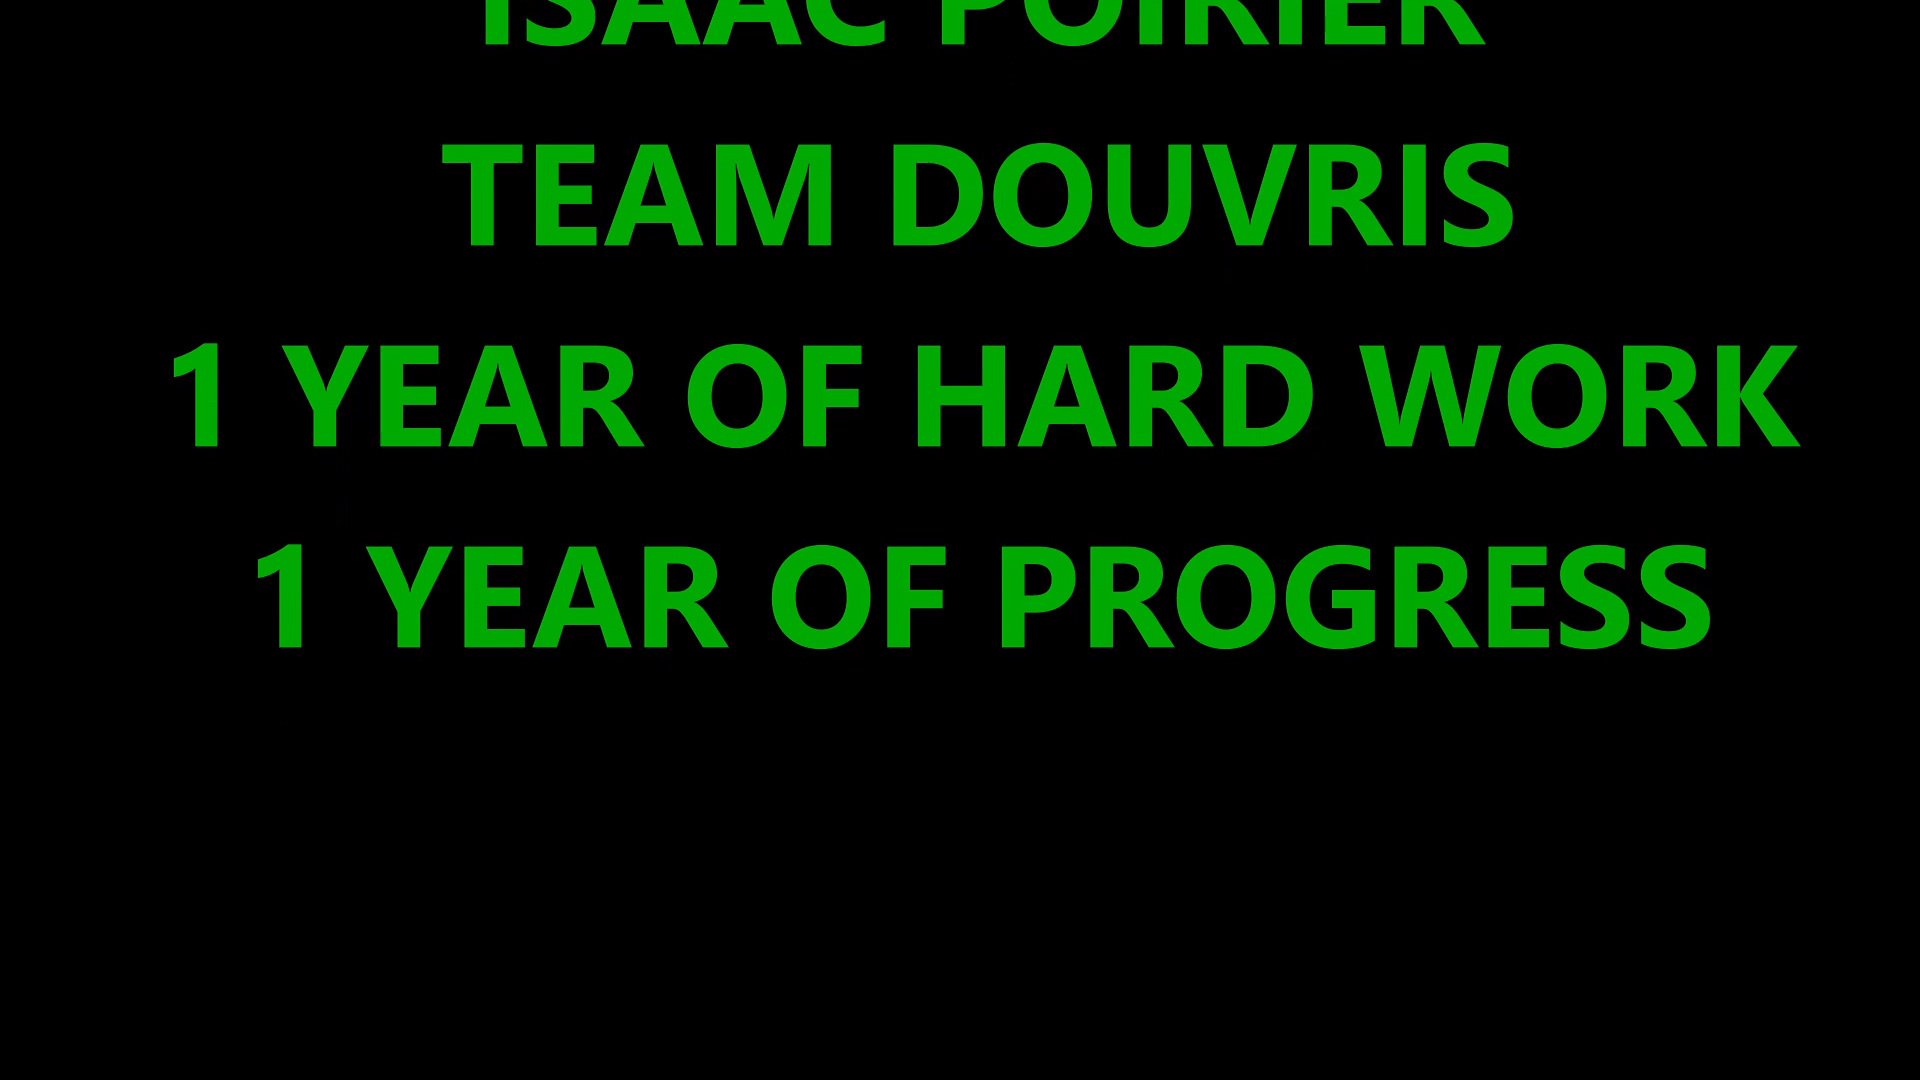 ISAAC POIRIER
TEAM DOUVRIS
1 YEAR OF HARD WORK
1 YEAR OF PROGRESS